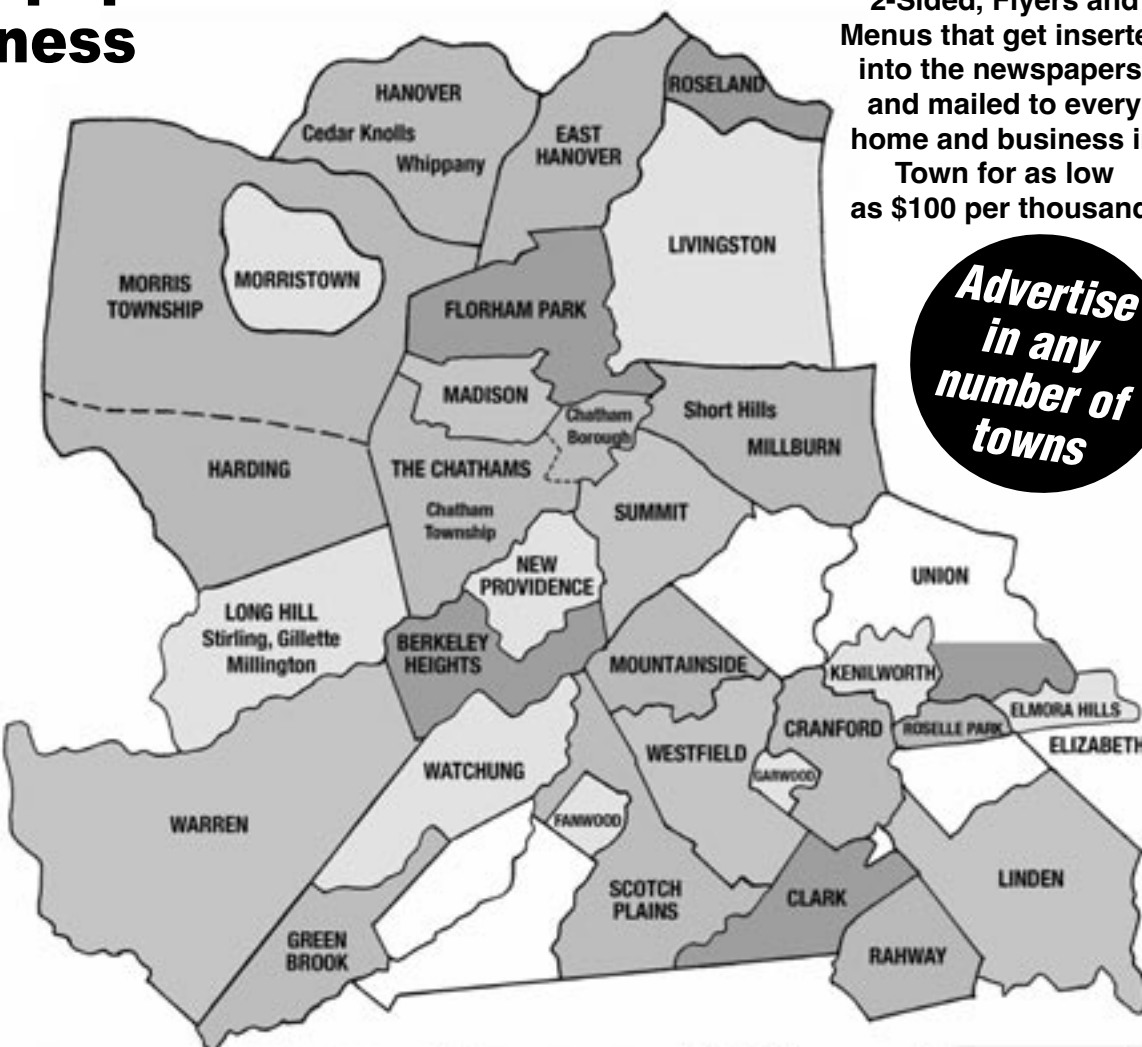 ness
2-Sided, Flyers and
Menus that get
into the newspapers
and mailed to every
home and business
Town for as low
as $100 per
Advertise
in any
number of
towns
ROSELAND
HANOVER
Cedar Knolls
Whippany
EAST
HANOVER
LIVINGSTON
MORRIS
TOWNSHIP
MORRISTOWN
FLORHAM PARK
MADISON
Chatham
Borough
Short Hills
MILLBURN
HARDING
THE CHATHAMS
Chatham
Township
SUMMIT
NEW
PROVIDENCE
UNION
LONG HILL
Stirling, Gillette
Millington
BERKELEY
HEIGHTS
MOUNTAINSIDE
KENILWORTH
ELMORA HILLS
ROSELLE PARK
CRANFORD
ELIZABETH
WESTFIELD
GARWOOD
WATCHUNG
WARREN
FANWOOD
SCOTCH
PLAINS
CLARK
LINDEN
GREEN
BROOK
RAHWAY